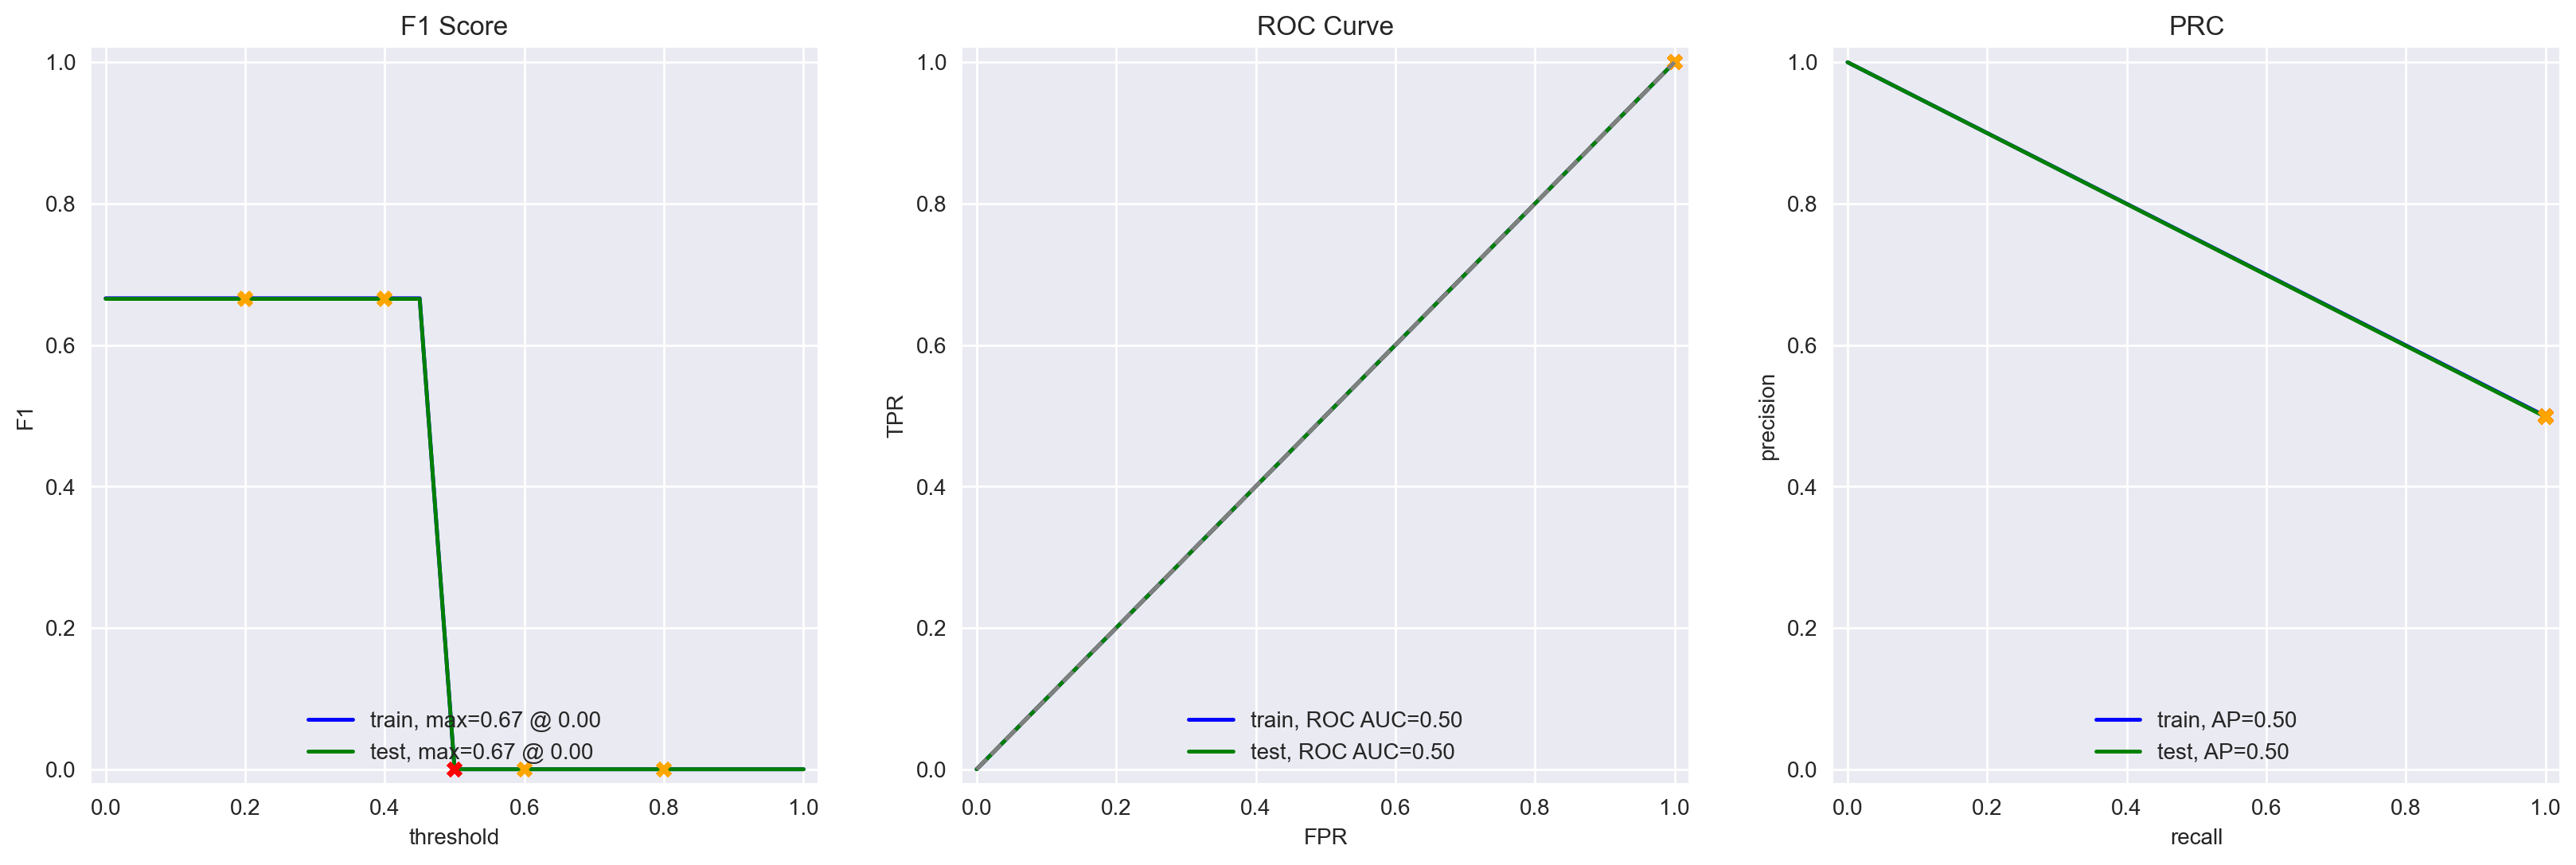 F1 Score
1.0
0.8
0.6
0.4
0.2
0.0
F1
train, max=0.67 @ 0.00
test, max=0.67 @ 0.00
0.0 0.2 0.4 0.6 0.8 1.0
threshold
ROC Curve
1.0
0.8
0.6
0.4
0.2
0.0
TPR
train, ROC AUC=0.50
test, ROC AUC=0.50
0.0 0.2 0.4 0.6 0.8 1.0
FPR
PRC
1.0
0.8
0.6
0.4
0.2
0.0
precision
train, AP=0.50
test, AP=0.50
0.0 0.2 0.4 0.6 0.8 1.0
recall